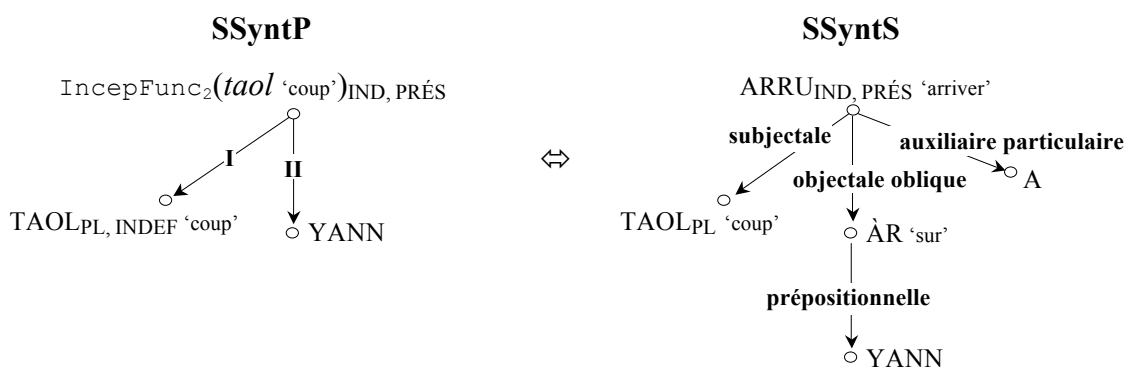 SSyntP
SSyntS
IncepFunc₂(taol ‘coup’)IND, PRÉS
ARRUIND, PRÉS ‘arriver’
I
II
⇔
subjectale
auxiliaire particulaire
objectale oblique
TAOLPL, INDEF ‘coup’
YANN
TAOLPL ‘coup’
ÀR ‘sur’
A
prépositionnelle
YANN